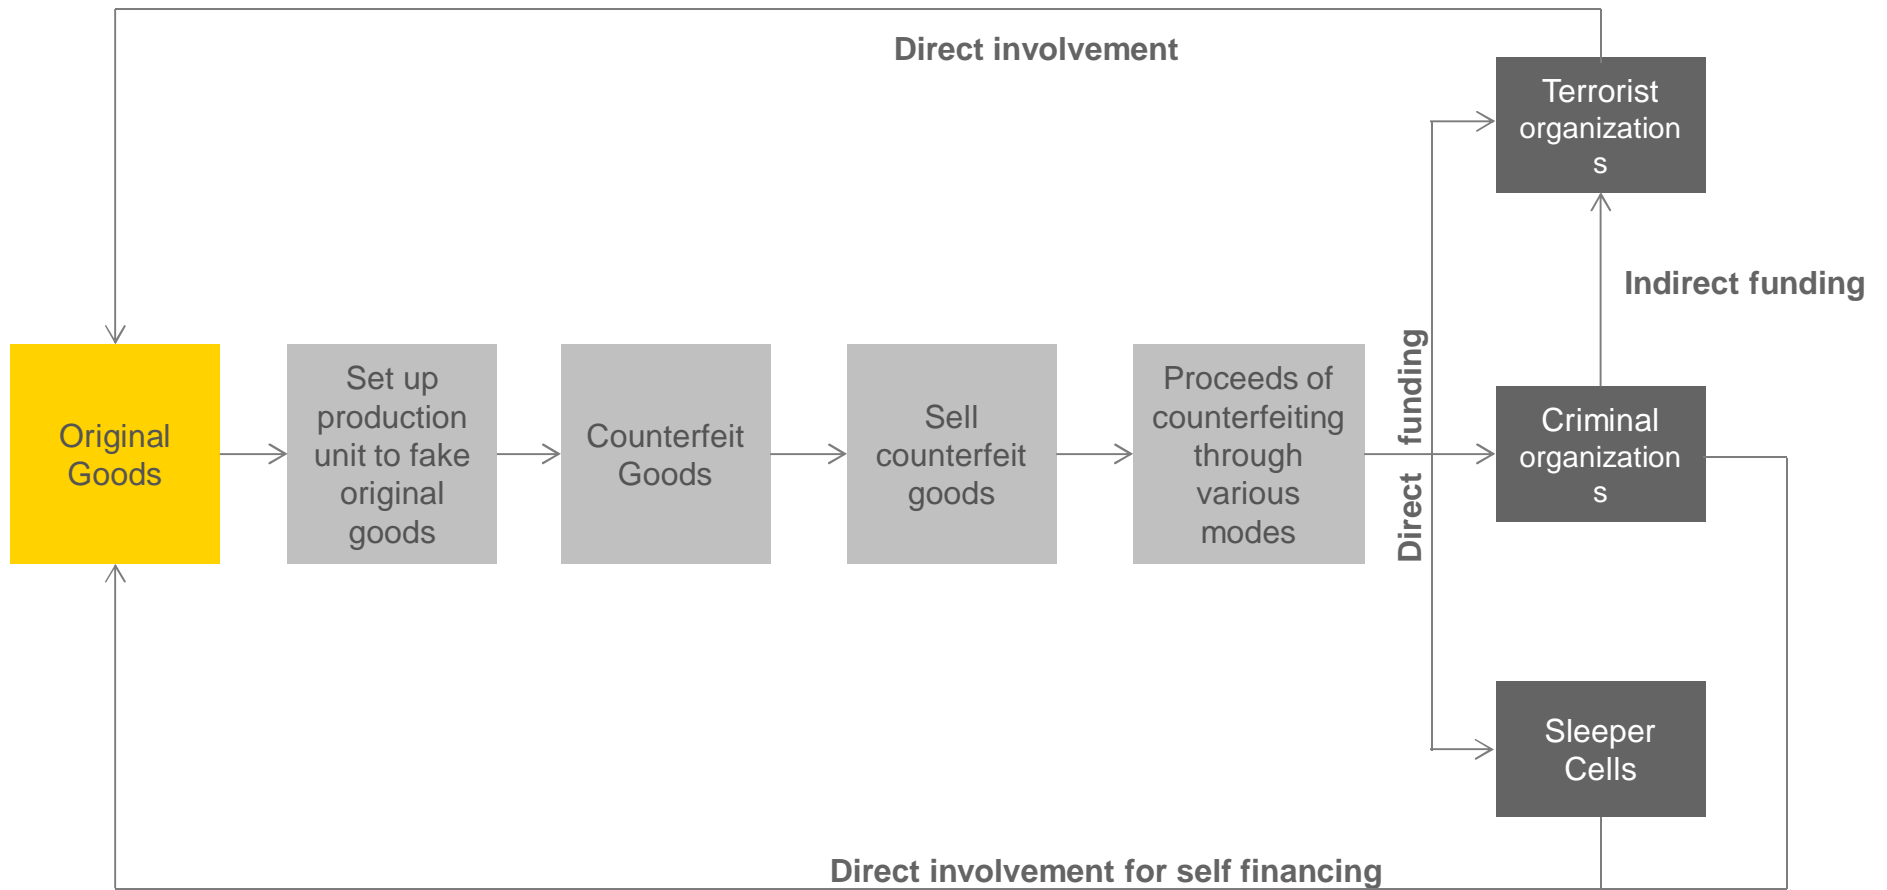 Direct involvement
Terrorist
organization
s
Indirect funding
Direct funding
Original
Goods
Set up
production
unit to fake
original
goods
Counterfeit
Goods
Sell
counterfeit
goods
Proceeds of
counterfeiting
through
various
modes
Criminal
organization
s
Sleeper
Cells
Direct involvement for self financing